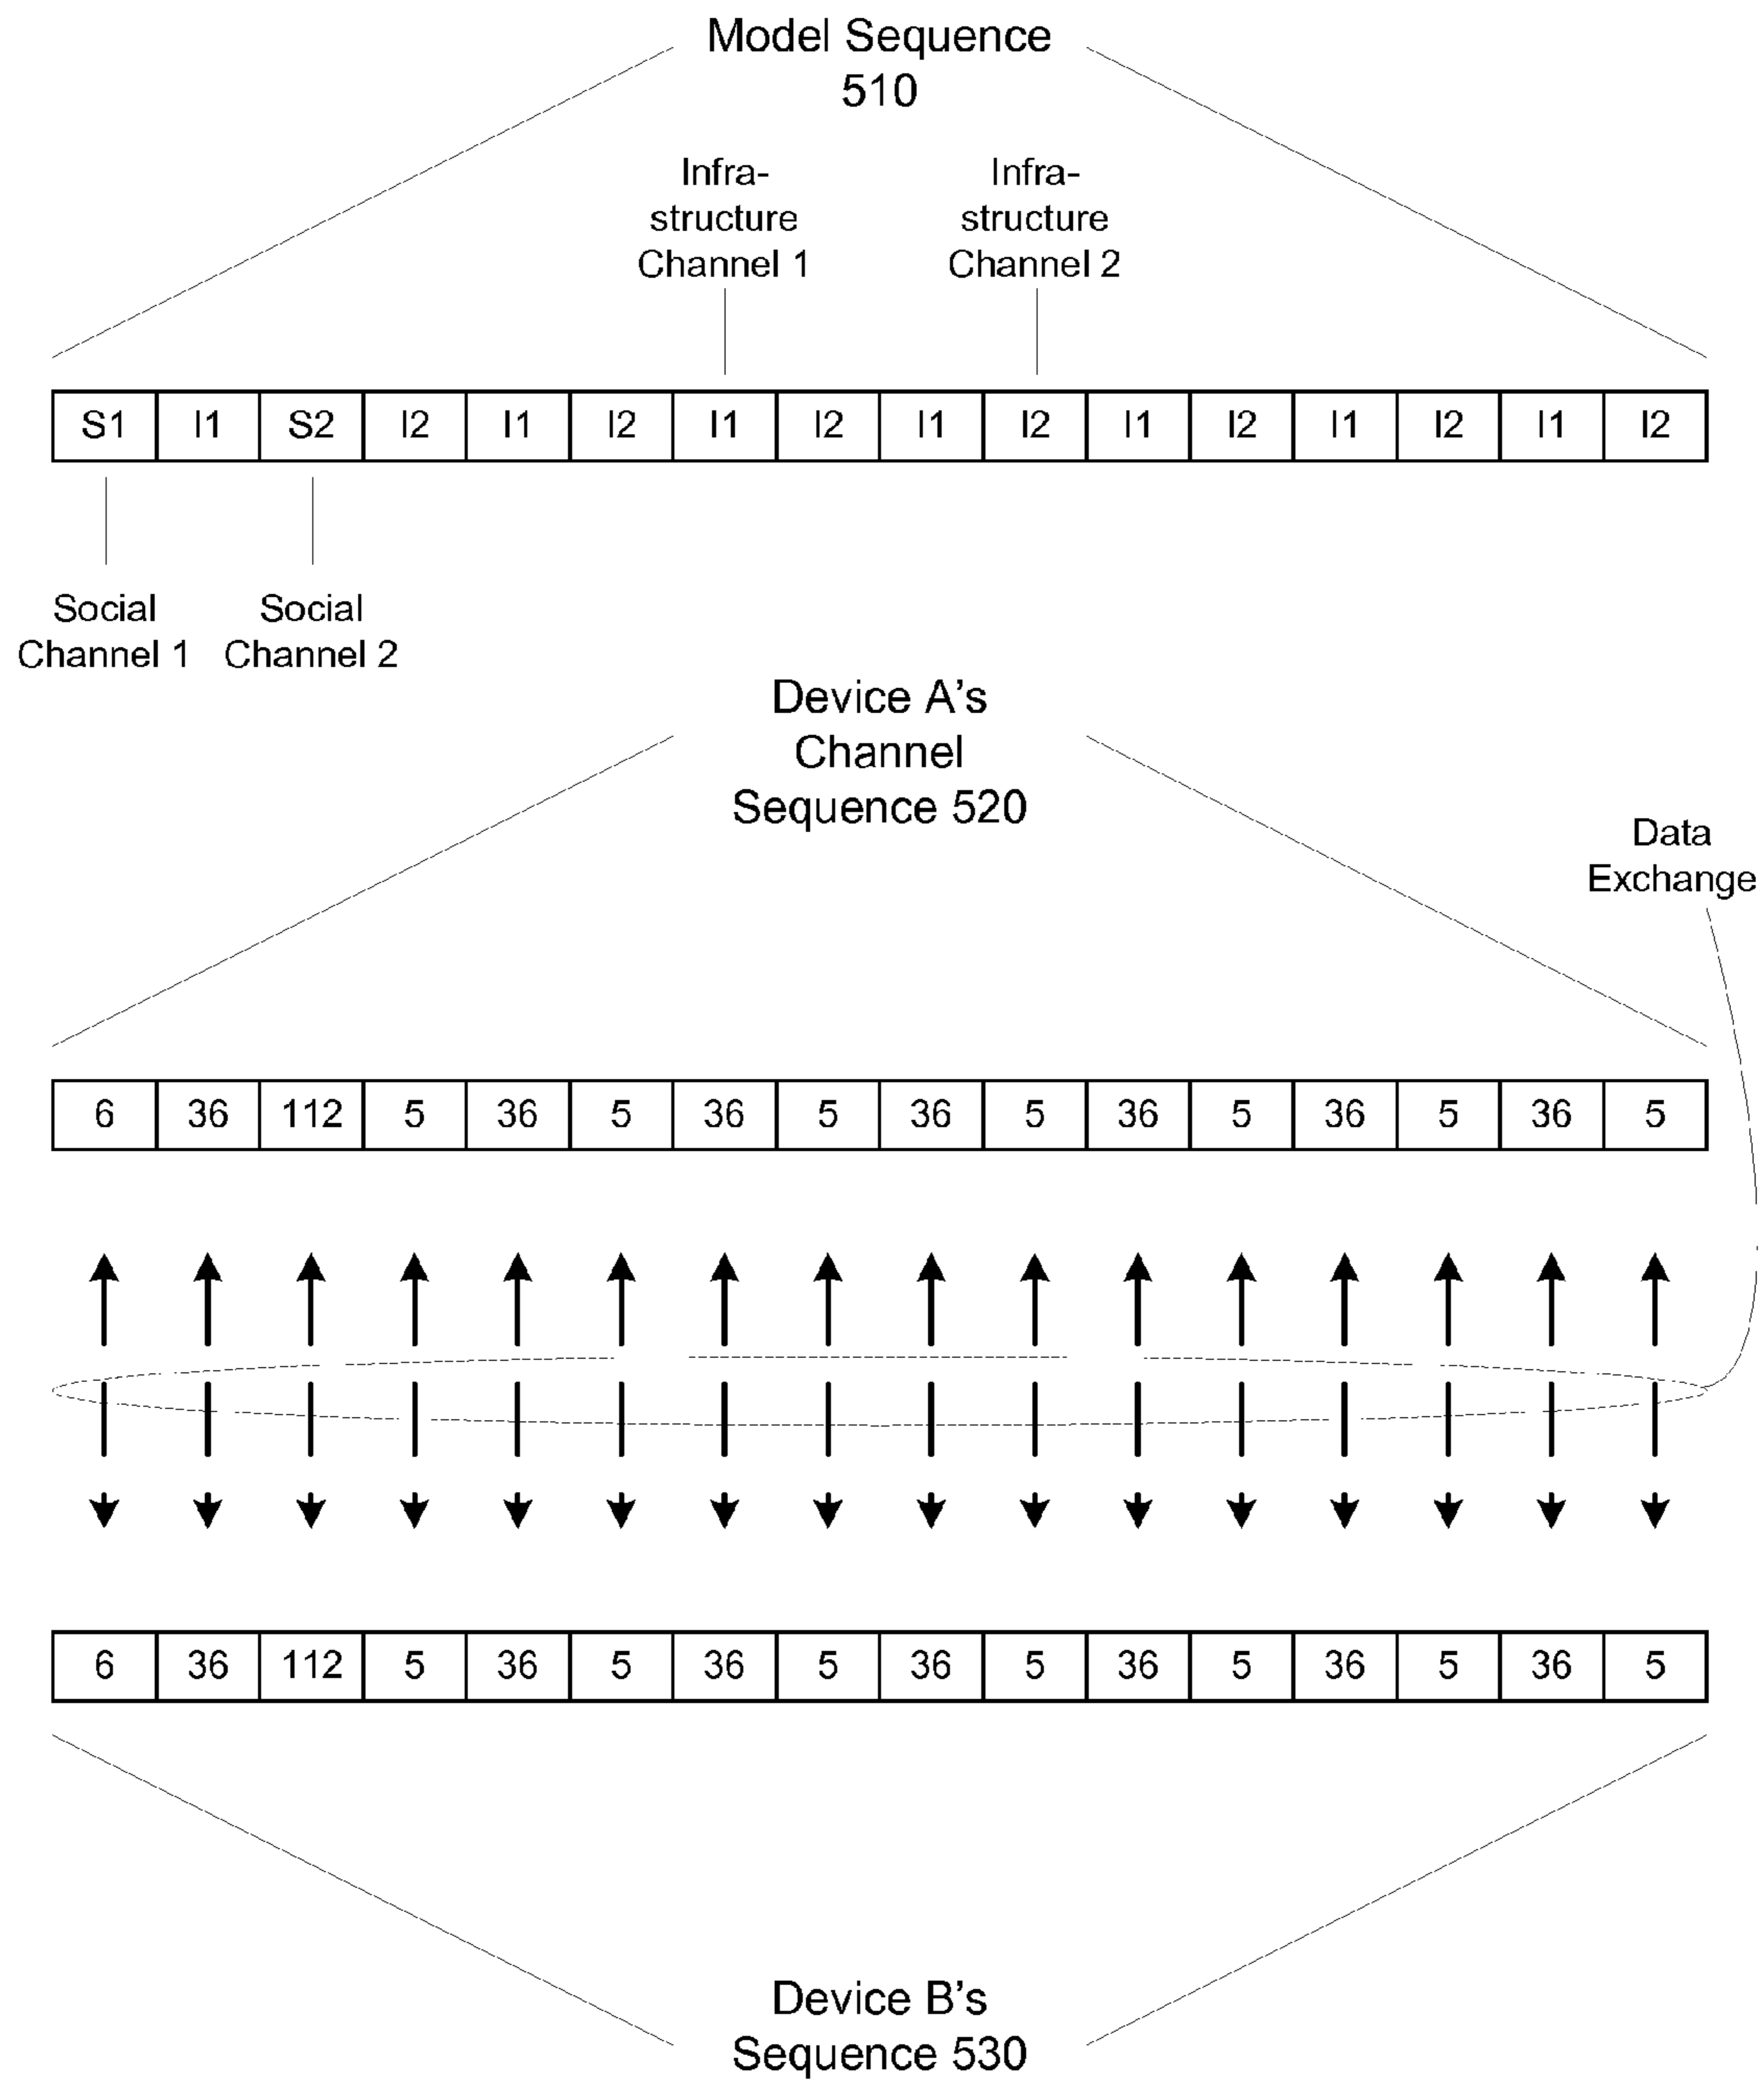 Model Sequence
510
Infra-
structure
Channel 1
Infra-
structure
Channel 2
S1 I1 S2 I2 I1 I2 I1 I2 I1 I2 I1 I2 I1 I2 I1 I2
Social
Channel 1
Social
Channel 2
Device A’s
Channel
Sequence 520
Data
Exchange
6 36 112 5 36 5 36 5 36 5 36 5 36 5 36 5
6 36 112 5 36 5 36 5 36 5 36 5 36 5 36 5
Device B’s
Sequence 530